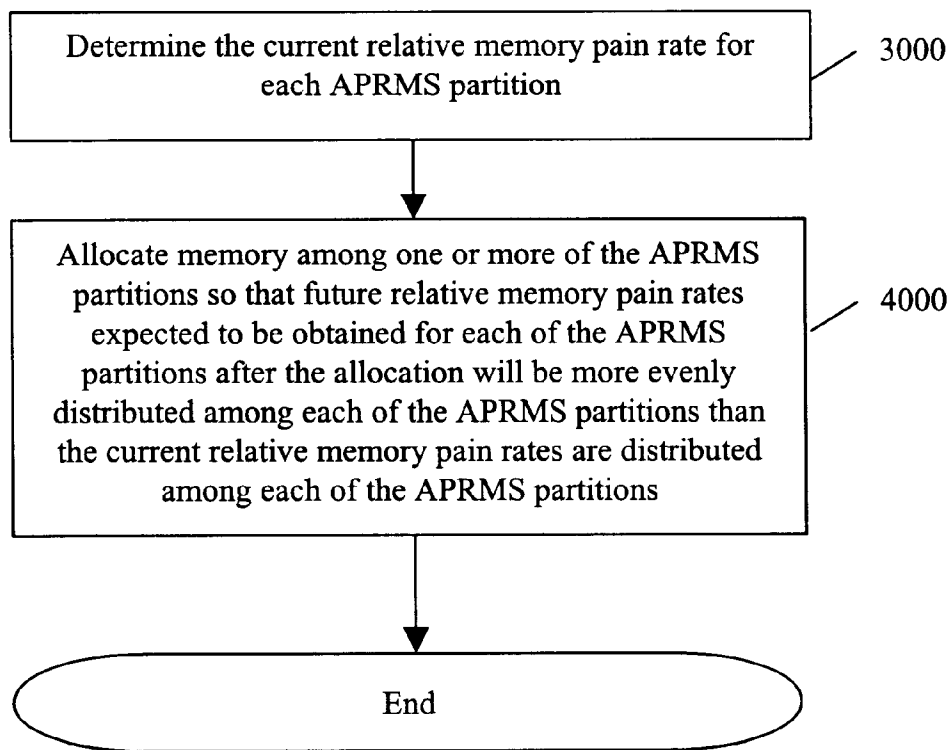 Determine the current relative memory pain rate for
each APRMS partition
3000
Allocate memory among one or more of the APRMS
partitions so that future relative memory pain rates
expected to be obtained for each of the APRMS
partitions after the allocation will be more evenly
distributed among each of the APRMS partitions than
the current relative memory pain rates are distributed
among each of the APRMS partitions
4000
End